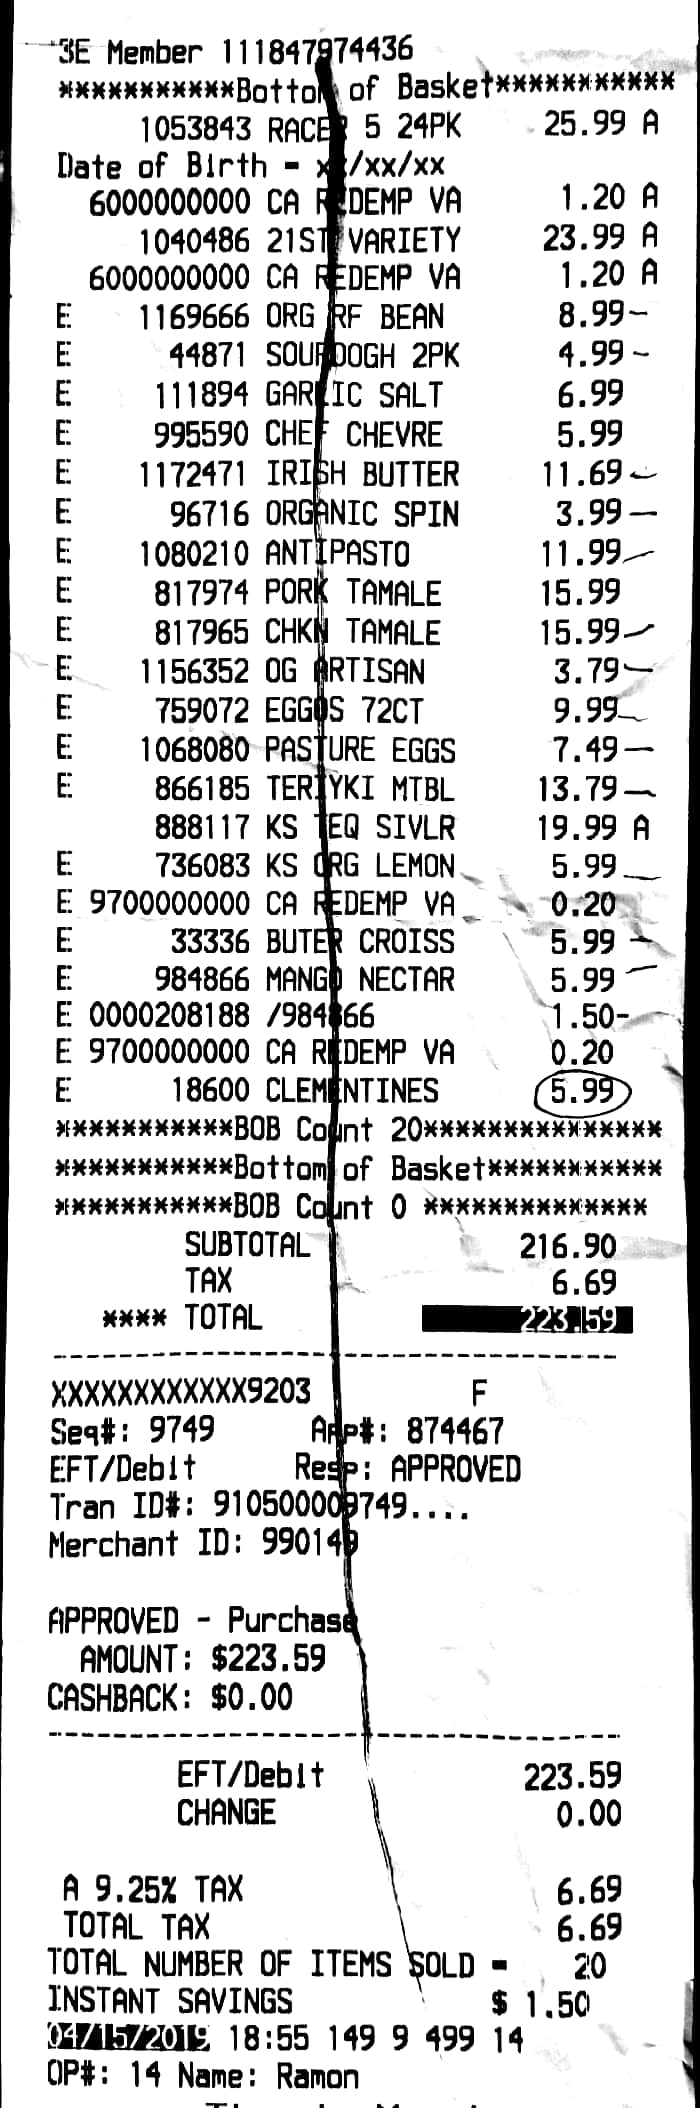 3E Member 111847974436
***********Bottom of Basket***********
1053843 RACER 5 24PK 25.99 A
Date of Birth - xx/xx/xx
6000000000 CA REDEMP VA 1.20 A
1040486 21ST VARIETY 23.99 A
6000000000 CA REDEMP VA 1.20 A
E 1169666 ORG RF BEAN 8.99
E 44871 SOURDOGH 2PK 4.99
E 111894 GARLIC SALT 6.99
E 995590 CHEF CHEVRE 5.99
E 1172471 IRISH BUTTER 11.69
E 96716 ORGANIC SPIN 3.99
E 1080210 ANTIPASTO 11.99
E 817974 PORK TAMALE 15.99
E 817965 CHKN TAMALE 15.99
E 1156352 OG ARTISAN 3.79
E 759072 EGGOS 72CT 9.99
E 1068080 PASTURE EGGS 7.49
E 866185 TERIYKI MTBL 13.79
888117 KS TEQ SIVLR 19.99 A
E 736083 KS ORG LEMON 5.99
E 9700000000 CA REDEMP VA 0.20
E 33336 BUTER CROISS 5.99
E 984866 MANGO NECTAR 5.99
E 0000208188 /984866 1.50-
E 9700000000 CA REDEMP VA 0.20
E 18600 CLEMENTINES 5.99
***********BOB Count 20***************
***********Bottom of Basket***********
***********BOB Count 0 **************
SUBTOTAL 216.90
TAX 6.69
**** TOTAL 223.59
XXXXXXXXXXXX9203 F
Seq#: 9749 App#: 874467
EFT/Debit Resp: APPROVED
Tran ID#: 910500009749....
Merchant ID: 990149
APPROVED - Purchase
AMOUNT: $223.59
CASHBACK: $0.00
EFT/Debit 223.59
CHANGE 0.00
A 9.25% TAX 6.69
TOTAL TAX 6.69
TOTAL NUMBER OF ITEMS SOLD = 20
INSTANT SAVINGS $ 1.50
04/15/2019 18:55 149 9 499 14
OP#: 14 Name: Ramon